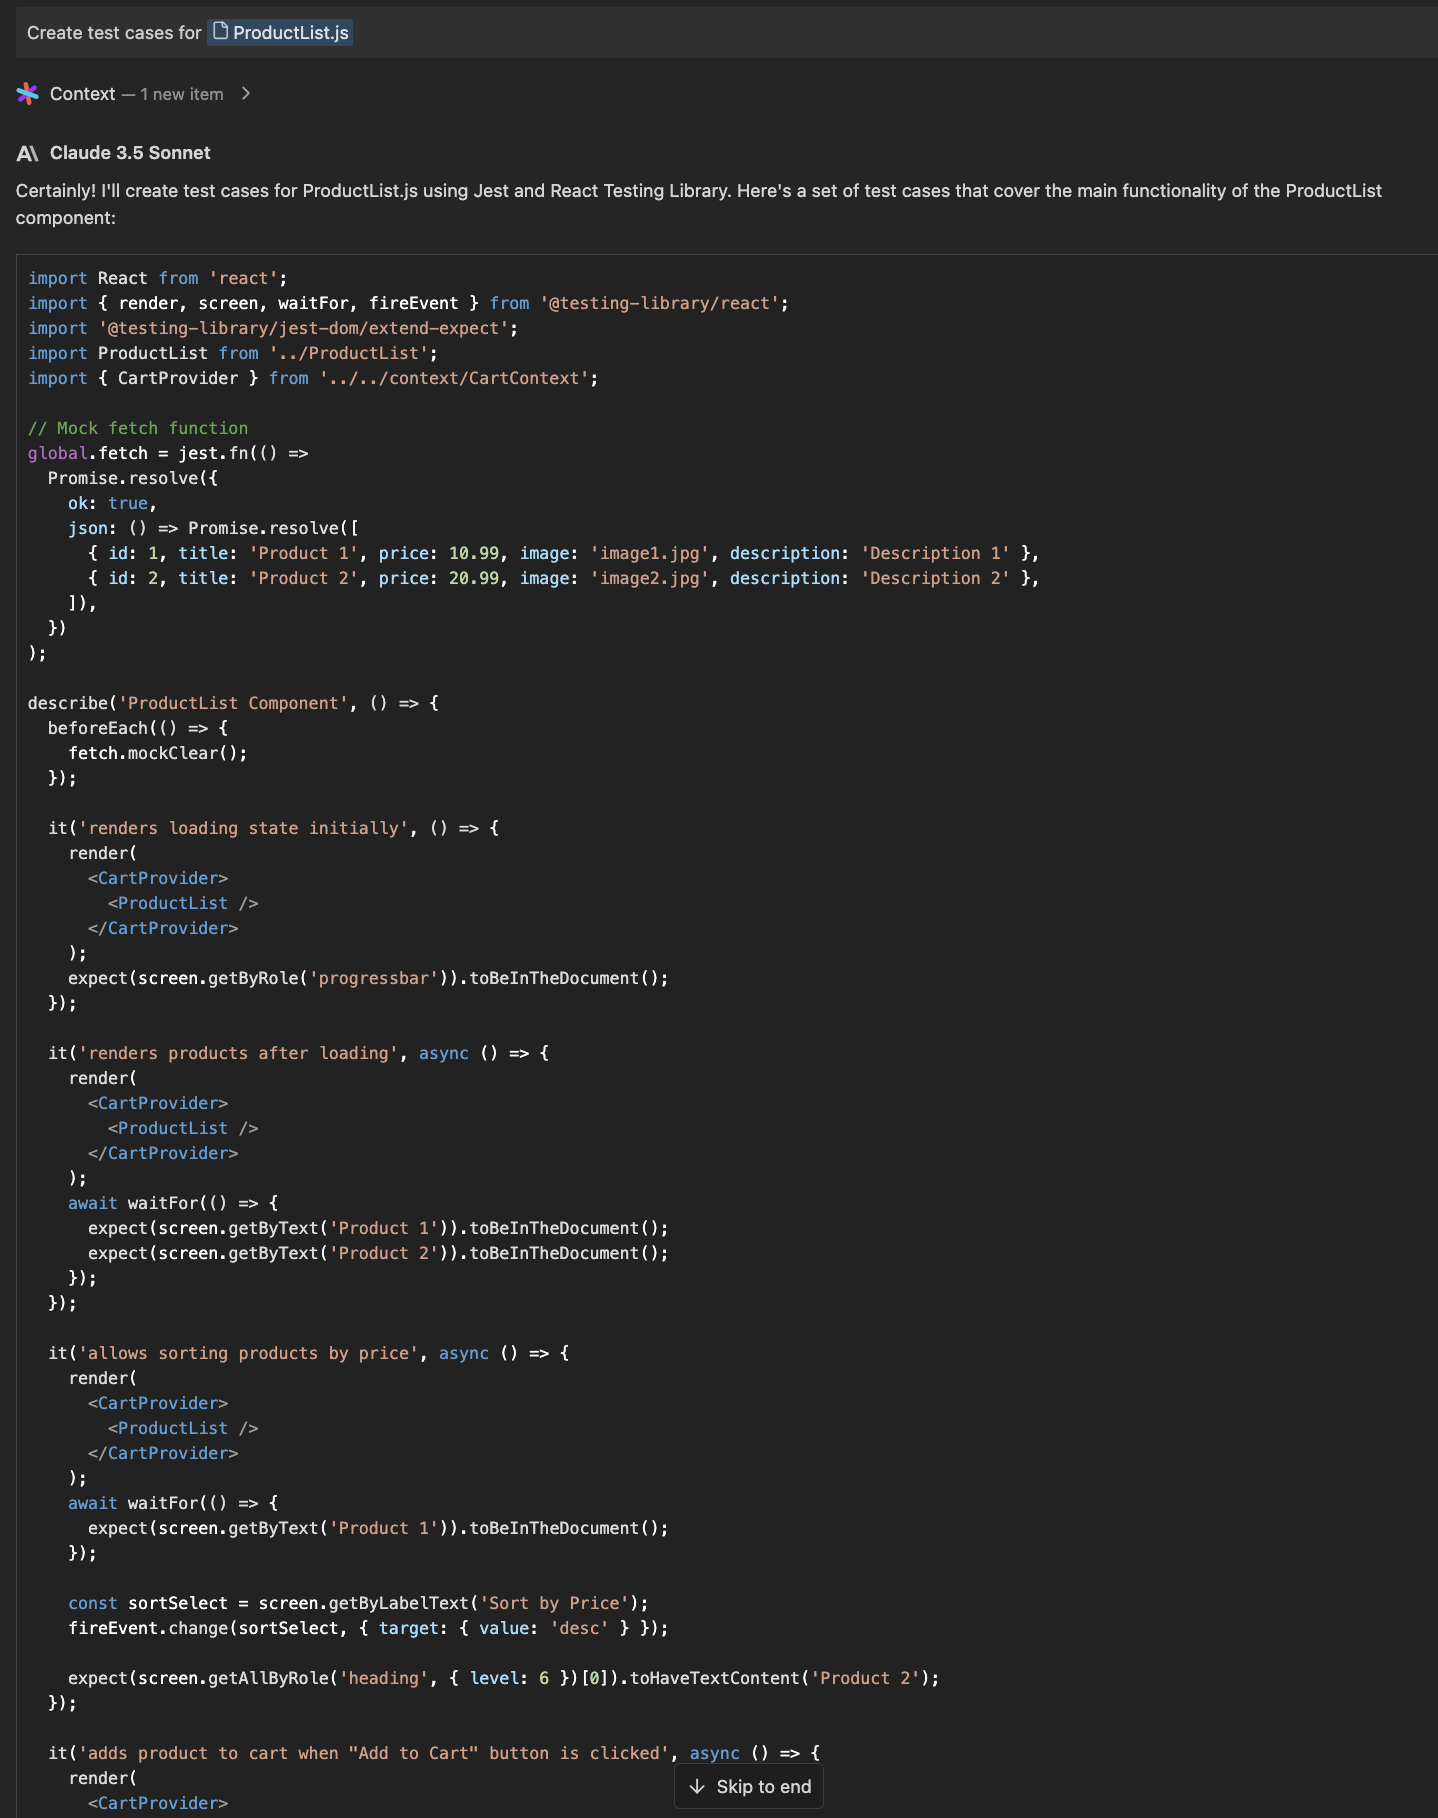 Create test cases for ProductList.js
Context — 1 new item >
A\ Claude 3.5 Sonnet
Certainly! I'll create test cases for ProductList.js using Jest and React Testing Library. Here's a set of test cases that cover the main functionality of the ProductList
component:
import React from 'react';
import { render, screen, waitFor, fireEvent } from '@testing-library/react';
import '@testing-library/jest-dom/extend-expect';
import ProductList from '../ProductList';
import { CartProvider } from '../../context/CartContext';

// Mock fetch function
global.fetch = jest.fn(() =>
  Promise.resolve({
    ok: true,
    json: () => Promise.resolve([
      { id: 1, title: 'Product 1', price: 10.99, image: 'image1.jpg', description: 'Description 1' },
      { id: 2, title: 'Product 2', price: 20.99, image: 'image2.jpg', description: 'Description 2' },
    ]),
  })
);

describe('ProductList Component', () => {
  beforeEach(() => {
    fetch.mockClear();
  });

  it('renders loading state initially', () => {
    render(
      <CartProvider>
        <ProductList />
      </CartProvider>
    );
    expect(screen.getByRole('progressbar')).toBeInTheDocument();
  });

  it('renders products after loading', async () => {
    render(
      <CartProvider>
        <ProductList />
      </CartProvider>
    );
    await waitFor(() => {
      expect(screen.getByText('Product 1')).toBeInTheDocument();
      expect(screen.getByText('Product 2')).toBeInTheDocument();
    });
  });

  it('allows sorting products by price', async () => {
    render(
      <CartProvider>
        <ProductList />
      </CartProvider>
    );
    await waitFor(() => {
      expect(screen.getByText('Product 1')).toBeInTheDocument();
    });

    const sortSelect = screen.getByLabelText('Sort by Price');
    fireEvent.change(sortSelect, { target: { value: 'desc' } });

    expect(screen.getAllByRole('heading', { level: 6 })[0]).toHaveTextContent('Product 2');
  });

  it('adds product to cart when "Add to Cart" button is clicked', async () => {
    render(
      <CartProvider>
↓ Skip to end